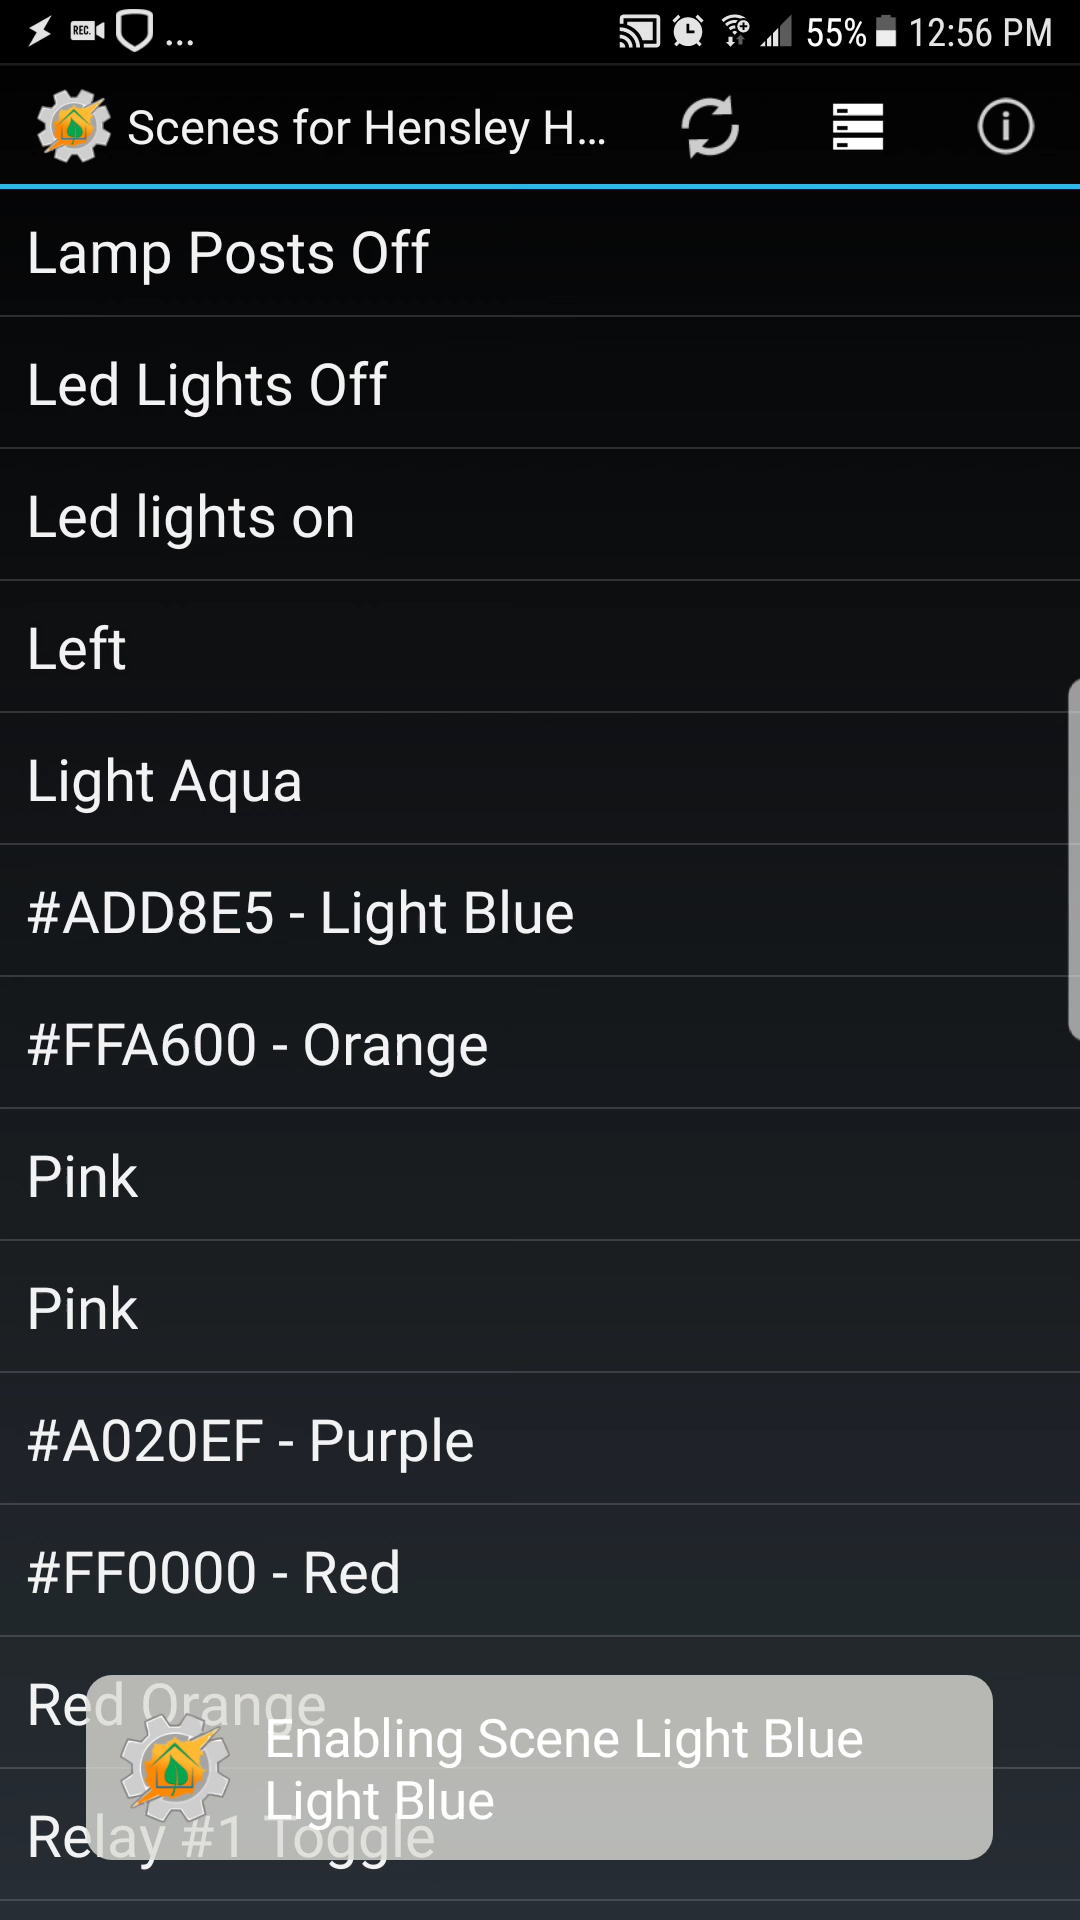 REC.
...
55%
12:56 PM
Scenes for Hensley H...
Lamp Posts Off
Led Lights Off
Led lights on
Left
Light Aqua
#ADD8E5 - Light Blue
#FFA600 - Orange
Pink
Pink
#A020EF - Purple
#FF0000 - Red
Red Orange
Enabling Scene Light Blue
Light Blue
Relay #1 Toggle